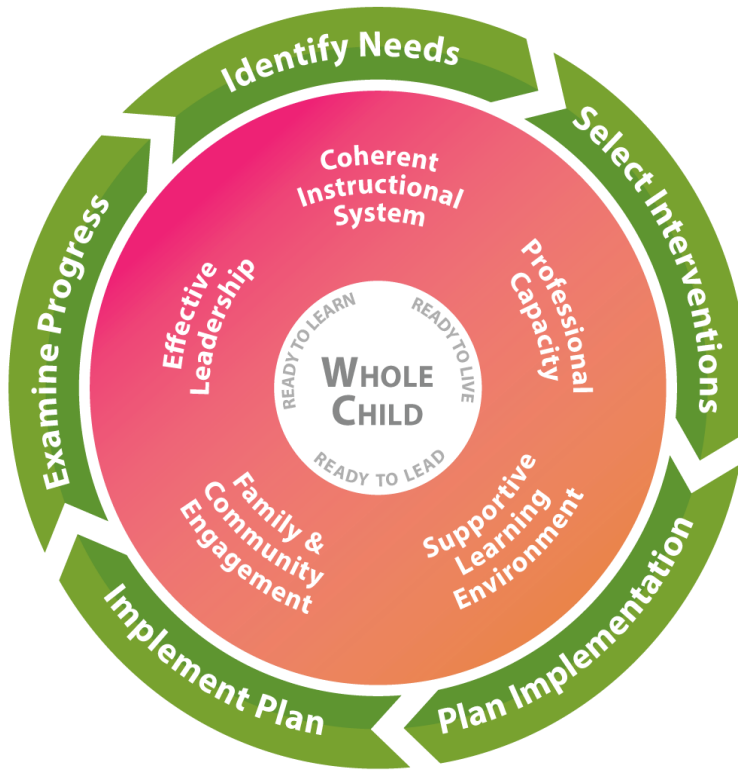 Identify Needs
Select Interventions
Plan Implementation
Implement Plan
Examine Progress
Coherent
Instructional
System
Professional
Capacity
Supportive
Learning
Environment
Family &
Community
Engagement
Effective
Leadership
READY TO LEARN
READY TO LIVE
READY TO LEAD
WHOLE
CHILD